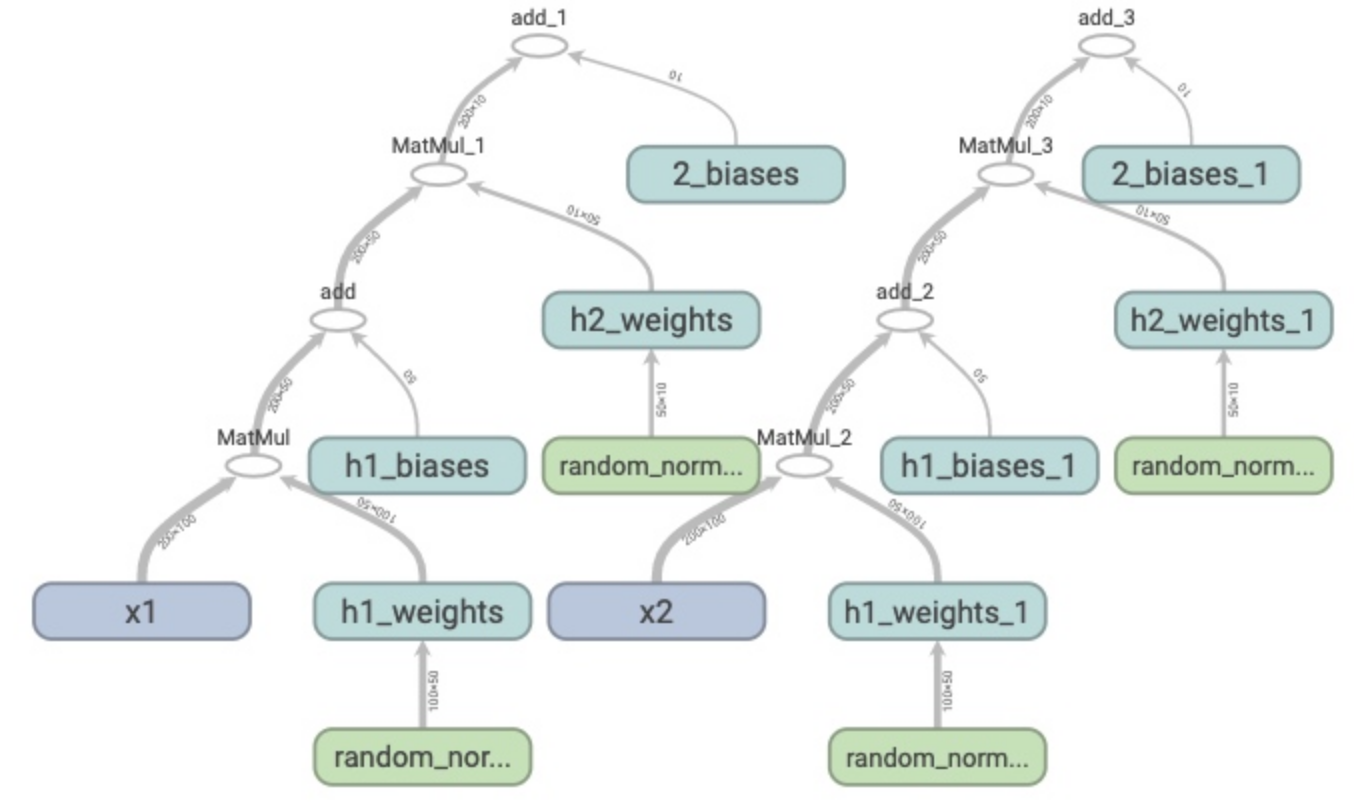 add_1
add_3
10
10
200×10
200×10
MatMul_1
MatMul_3
2_biases
2_biases_1
50×10
50×10
200×50
200×50
add
add_2
h2_weights
h2_weights_1
50
50
200×50
200×50
50×10
50×10
MatMul
MatMul_2
h1_biases
random_norm...
h1_biases_1
random_norm...
200×100
100×50
200×100
100×50
x1
h1_weights
x2
h1_weights_1
100×50
100×50
random_nor...
random_norm...